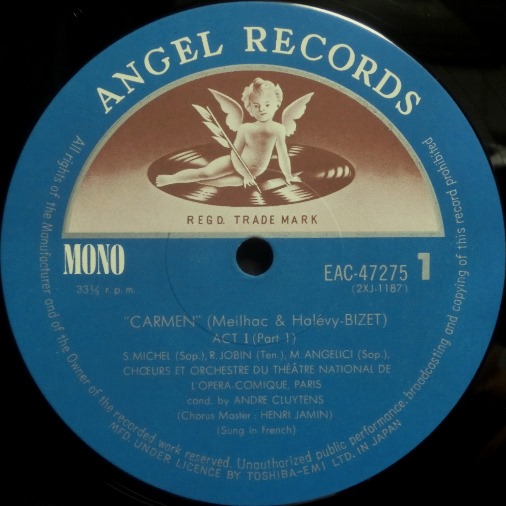 ANGEL RECORDS
REGD. TRADE MARK
MONO
33⅓ r.p.m.
EAC-47275 1
(2XJ-1187)
"CARMEN" (Meilhac & Halévy-BIZET)
ACT I (Part 1)
S. MICHEL (Sop.), R. JOBIN (Ten.), M. ANGELICI (Sop.),
CHŒURS ET ORCHESTRE DU THÉÂTRE NATIONAL DE
L'OPERA-COMIQUE, PARIS
cond. by ANDRE CLUYTENS
(Chorus Master : HENRI JAMIN)
(Sung in French)
All rights of the Manufacturer and of the Owner of the recorded work reserved. Unauthorized public performance, broadcasting and copying of this record prohibited
MFD. UNDER LICENCE BY TOSHIBA-EMI LTD. IN JAPAN